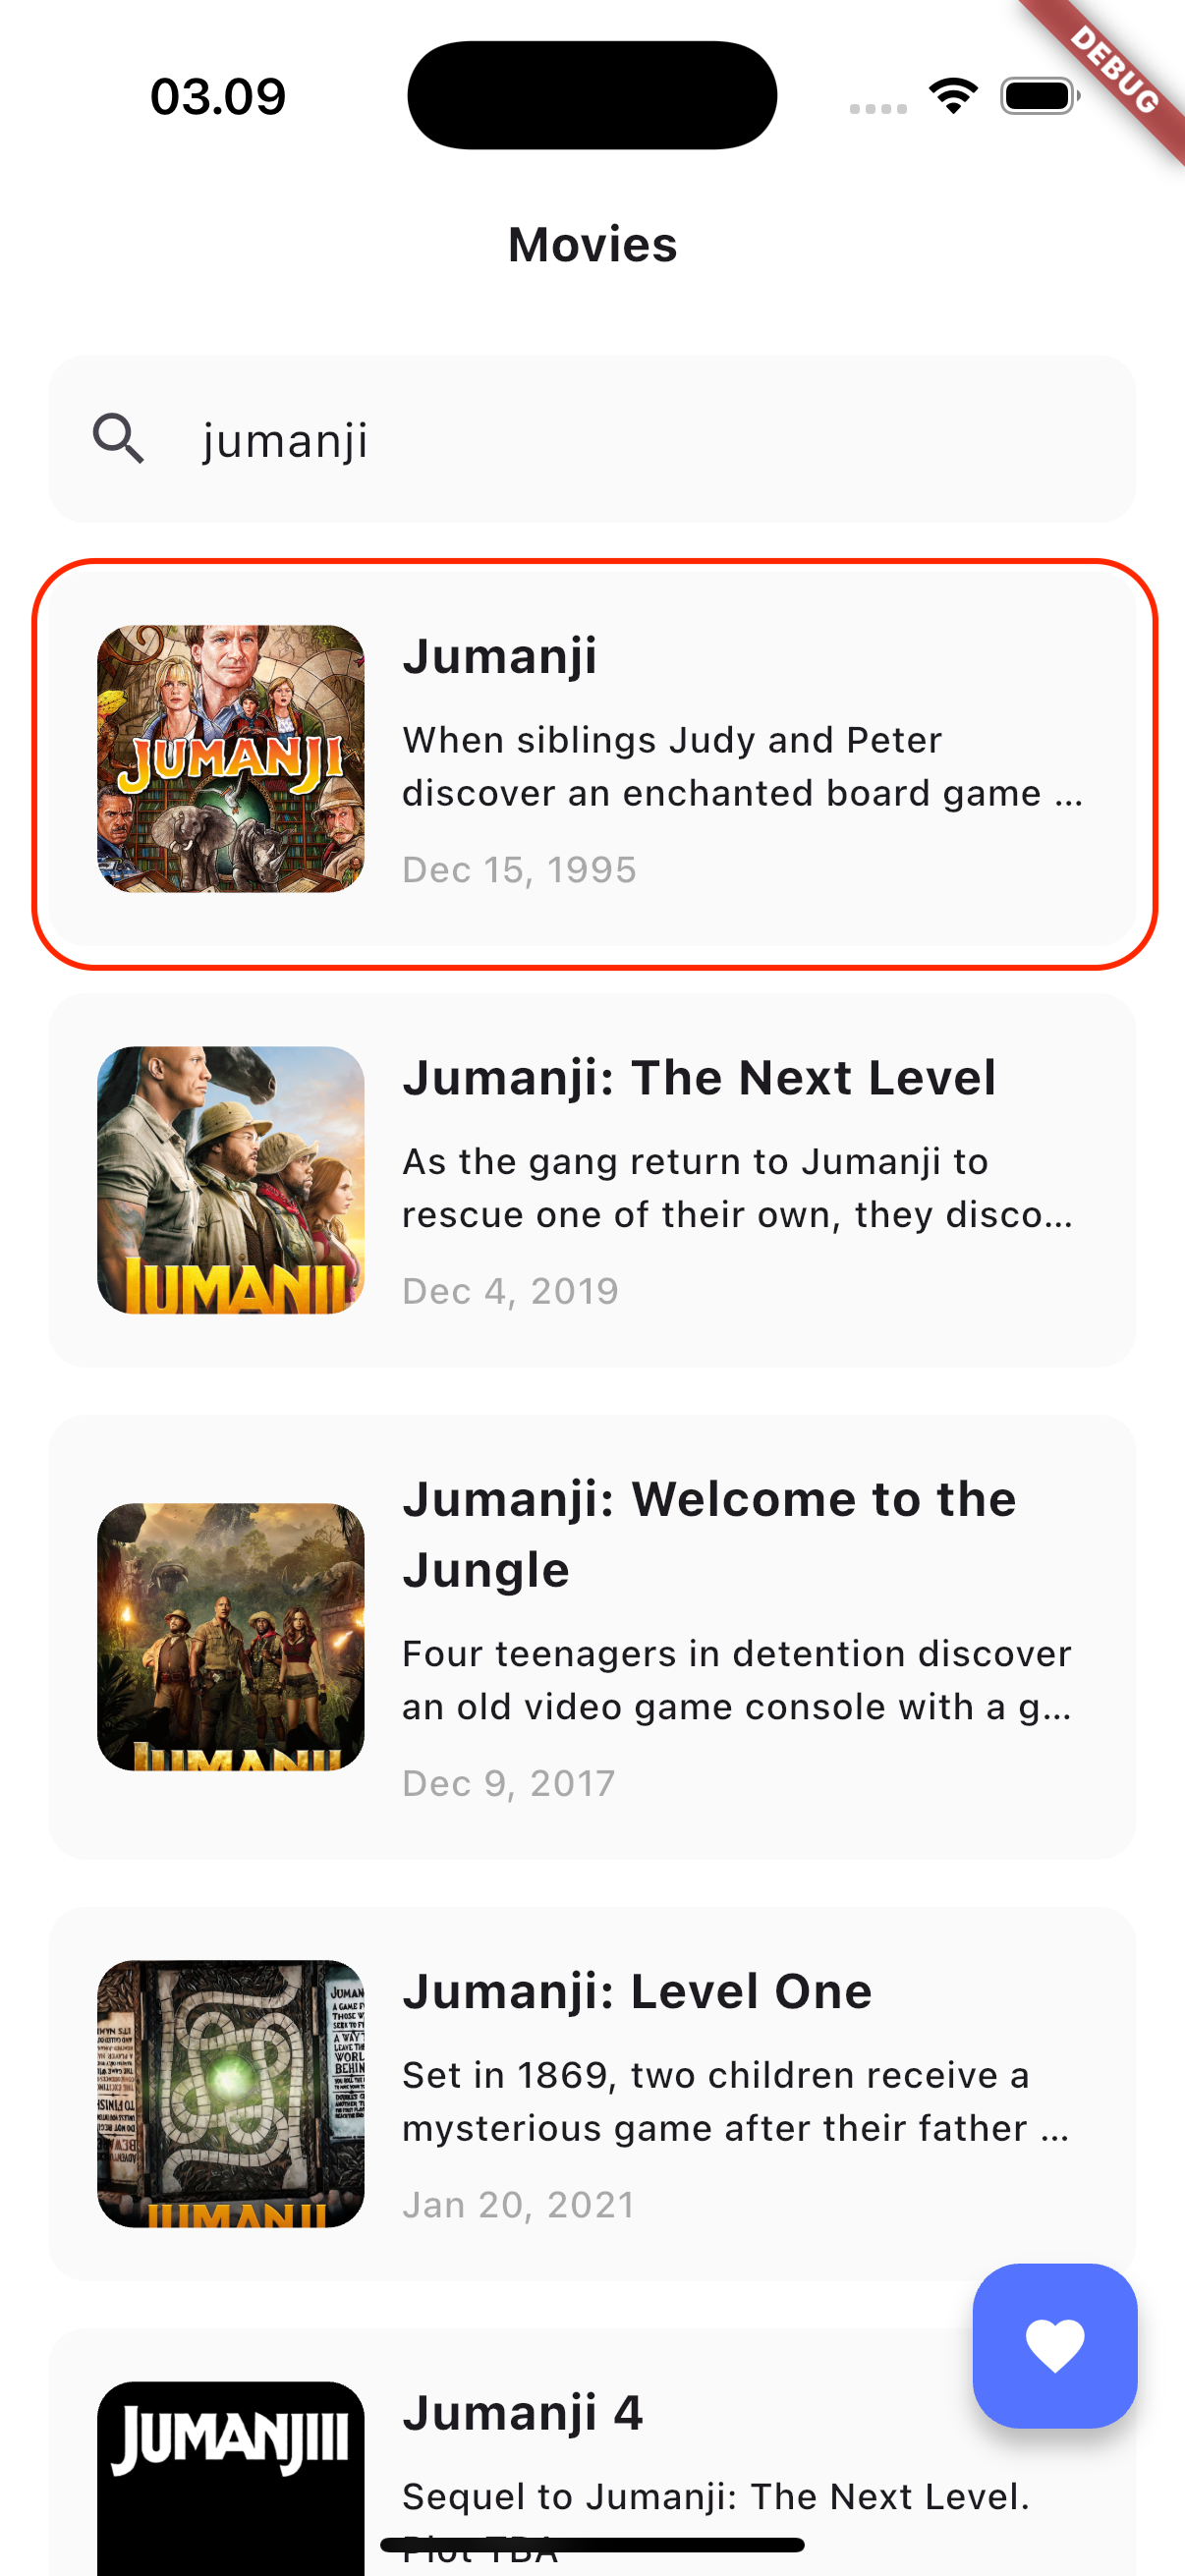 03.09
DEBUG
Movies
jumanji
JUMANJI
Jumanji
When siblings Judy and Peter
discover an enchanted board game ...
Dec 15, 1995
JUMANJI
Jumanji: The Next Level
As the gang return to Jumanji to
rescue one of their own, they disco...
Dec 4, 2019
JUMANJI
Jumanji: Welcome to the
Jungle
Four teenagers in detention discover
an old video game console with a g...
Dec 9, 2017
JUMANJI
Jumanji: Level One
Set in 1869, two children receive a
mysterious game after their father ...
Jan 20, 2021
JUMANJIII
Jumanji 4
Sequel to Jumanji: The Next Level.
Plot TBA